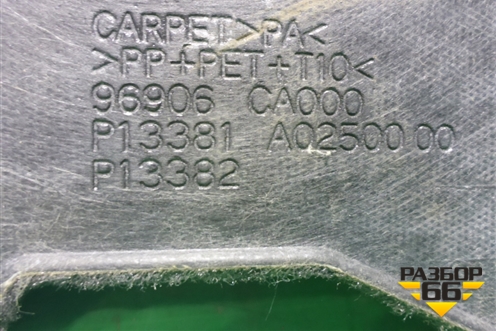 CARPET>PA<
>PP+PET+T10<
96906 CA000
P13381 A02500 00
P13382
РАЗБОР
66